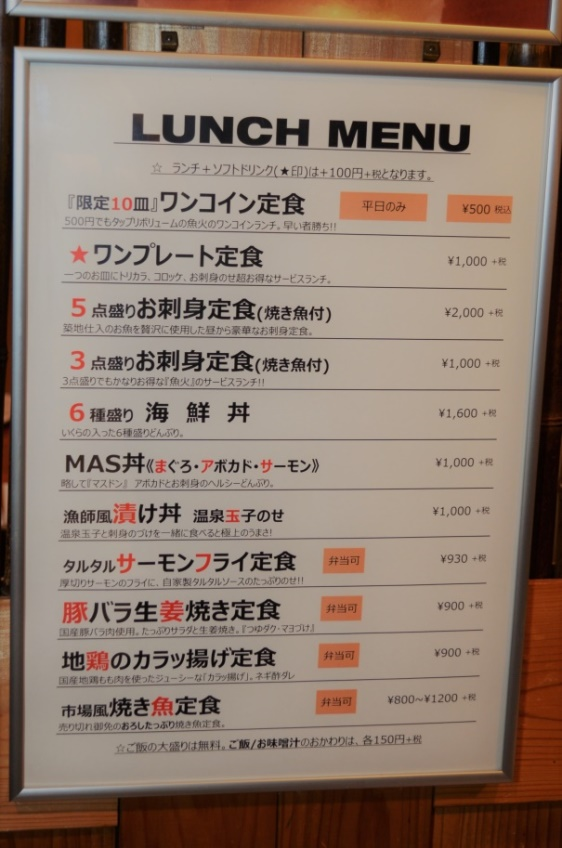 LUNCH MENU
☆ ランチ+ソフトドリンク(★印)は+100円+税となります。
『限定10皿』ワンコイン定食 平日のみ ¥500 税込
500円でもタップリボリュームの魚火のワンコインランチ。早い者勝ち!!
★ワンプレート定食 ¥1,000 +税
一つのお皿にトリカラ、コロッケ、お刺身のせ超お得なサービスランチ。
5点盛りお刺身定食(焼き魚付) ¥2,000 +税
築地仕入のお魚を贅沢に使用した昼から豪華なお刺身定食。
3点盛りお刺身定食(焼き魚付) ¥1,000 +税
3点盛りでもかなりお得な『魚火』のサービスランチ!!
6種盛り 海鮮丼 ¥1,600 +税
いくらの入った6種盛りどんぶり。
MAS丼《まぐろ・アボカド・サーモン》 ¥1,000 +税
略して『マスドン』 アボカドとお刺身のヘルシーどんぶり。
漁師風漬け丼 温泉玉子のせ ¥1,000 +税
温泉玉子と刺身のづけを一緒に食べると極上のうまさ!
タルタルサーモンフライ定食 弁当可 ¥930 +税
厚切りサーモンのフライに、自家製タルタルソースのたっぷりのせ!!
豚バラ生姜焼き定食 弁当可 ¥900 +税
国産豚バラ肉使用。たっぷりサラダと生姜焼き。『つゆダク・マヨづけ』
地鶏のカラッ揚げ定食 弁当可 ¥900 +税
国産地鶏もも肉を使ったジューシーな「カラッ揚げ」。ネギ酢ダレ
市場風焼き魚定食 弁当可 ¥800~¥1200 +税
売り切れ御免のおろしたっぷり焼き魚定食。
☆ご飯の大盛りは無料。ご飯/お味噌汁のおかわりは、各150円+税